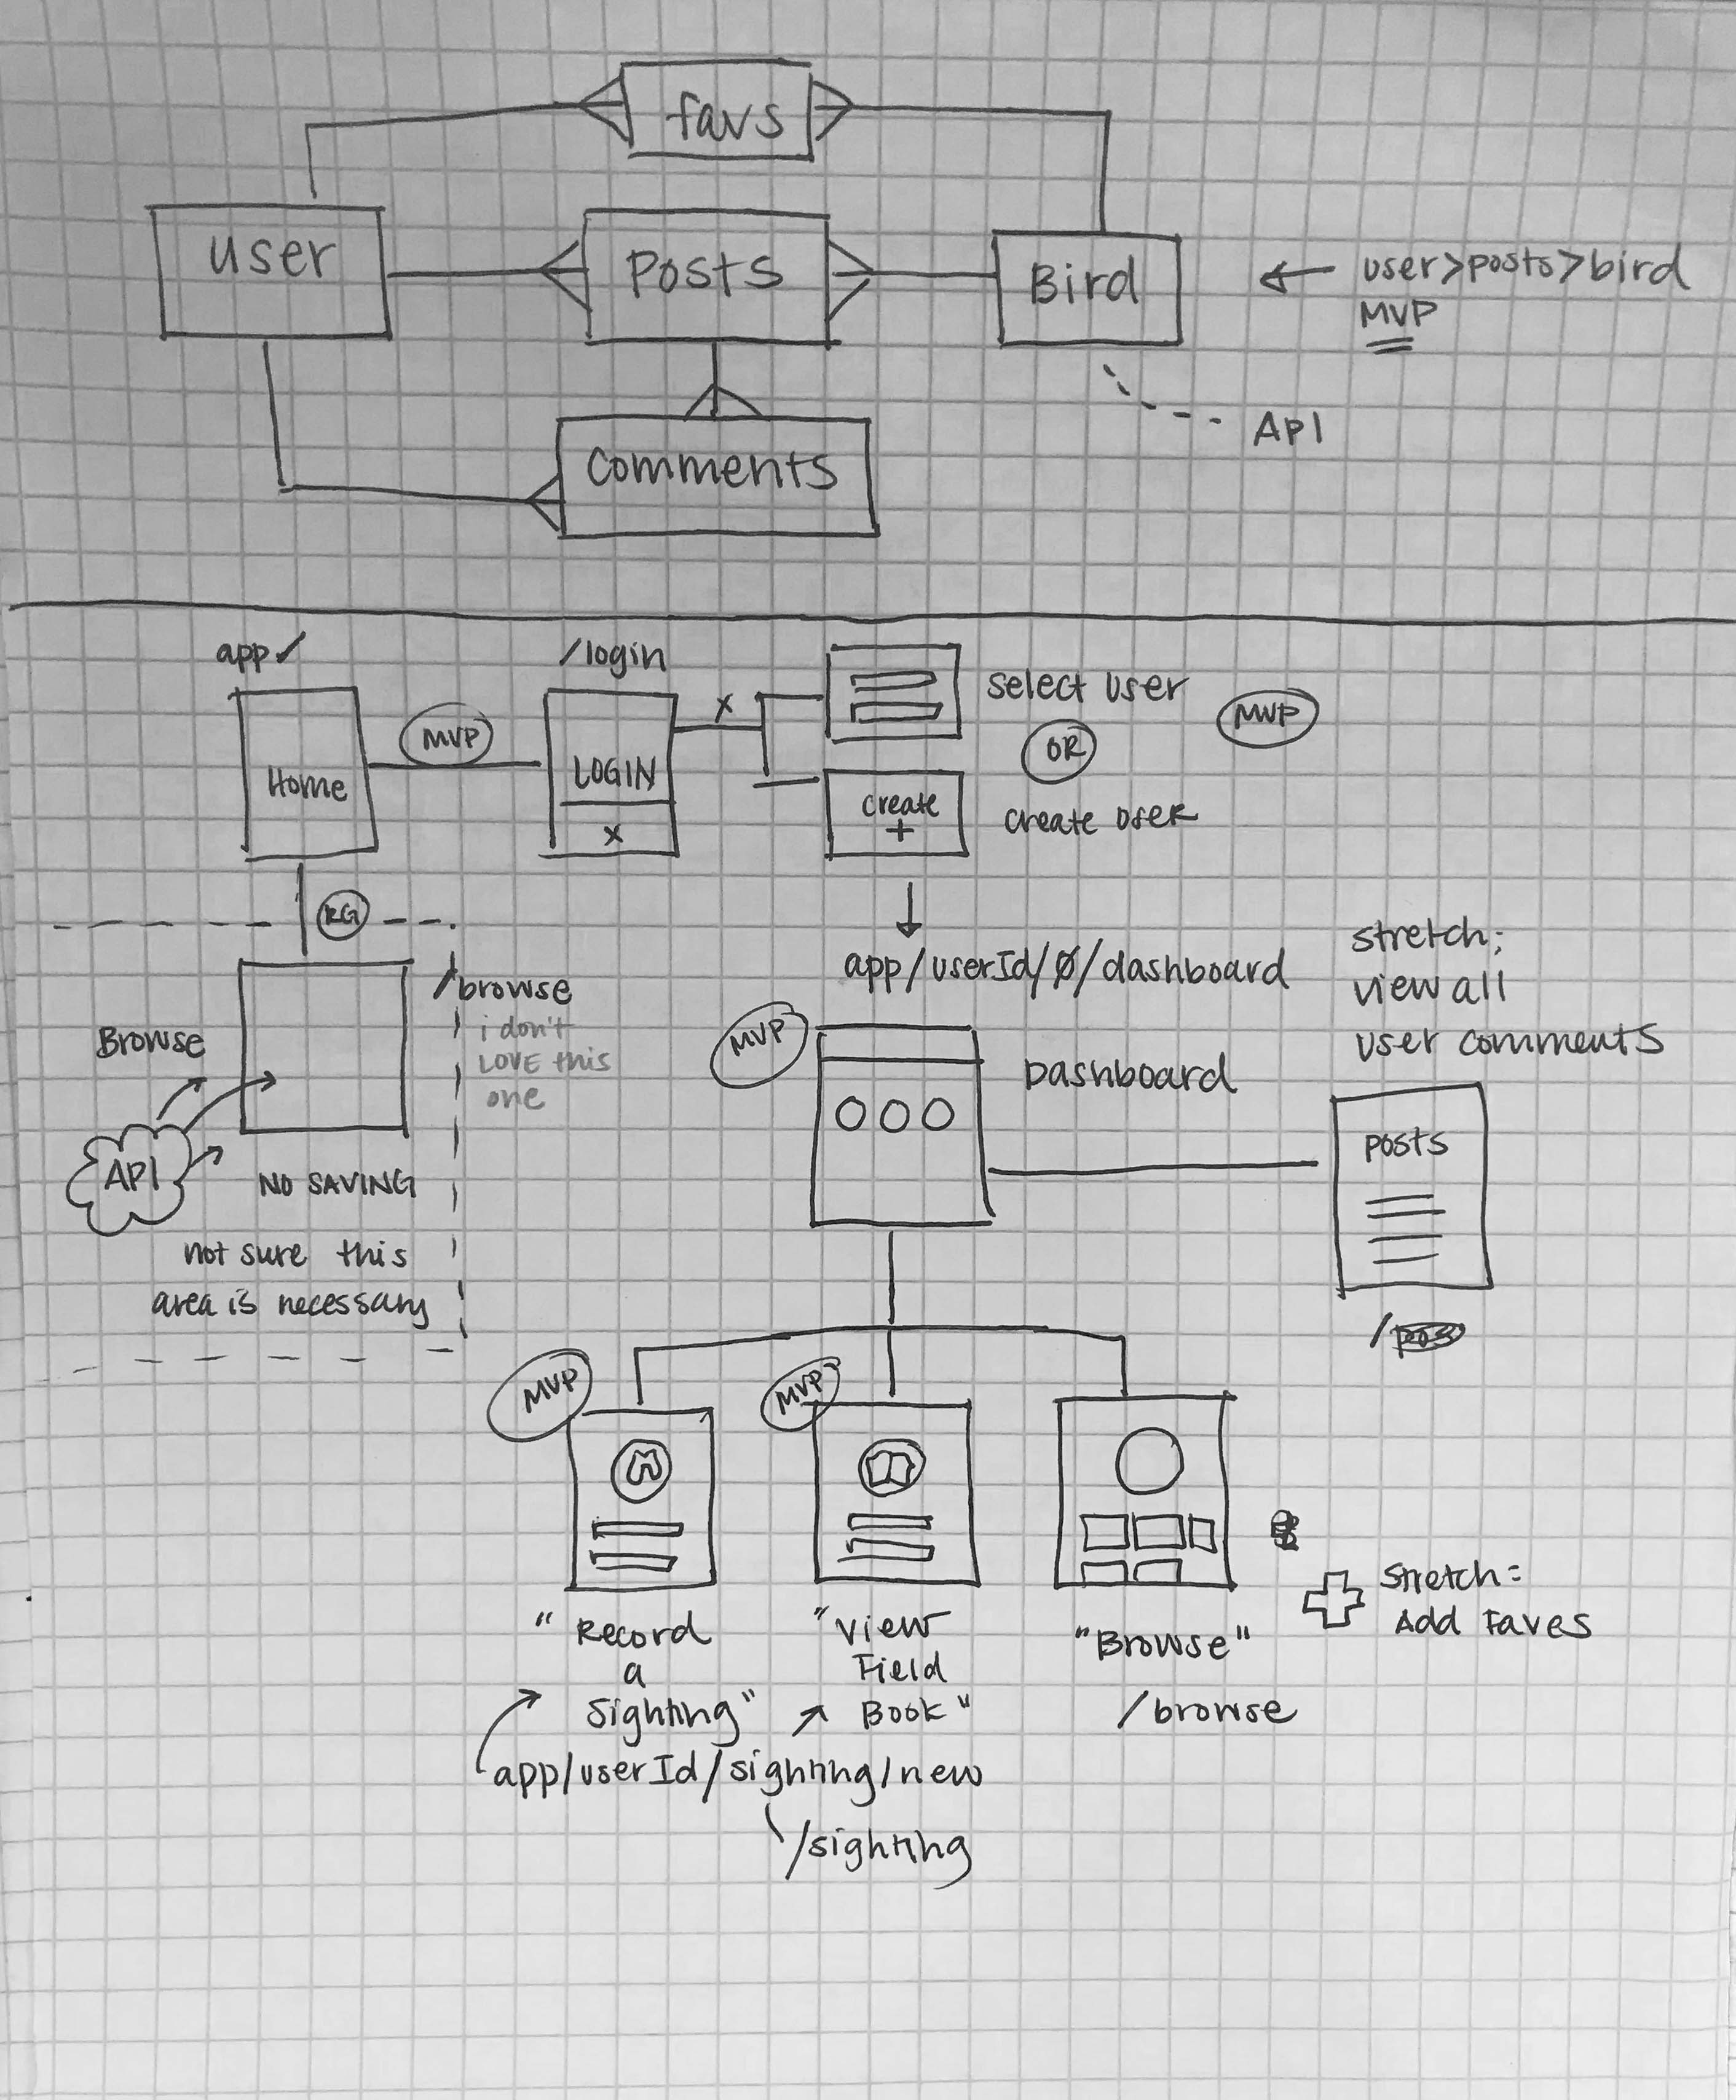 favs
user
Posts
Bird
user>posts>bird
MVP
API
comments
app✓
/login
Home
MVP
LOGIN
x
x
select user
OR
create
+
create user
MVP
RG
/browse
i don't
LOVE this
one
Browse
API
NO SAVING
not sure this
area is necessary
app/userId/Ø/dashboard
MVP
Dashboard
stretch:
view all
user comments
posts
/
MVP
MVP
"Record
a
Sighting"
"View
Field
Book"
"Browse"
/browse
stretch=
Add Faves
app/userId/sighting/new
/sighting